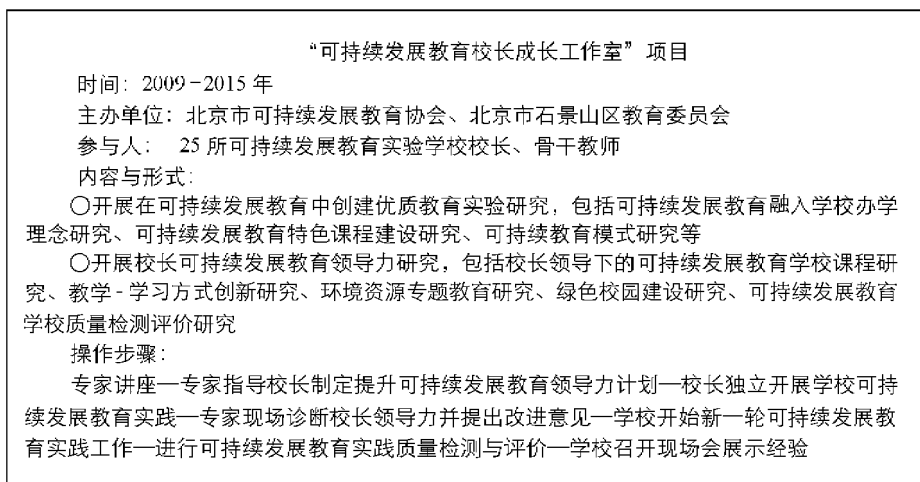 “可持续发展教育校长成长工作室”项目
时间：2009-2015 年
主办单位：北京市可持续发展教育协会、北京市石景山区教育委员会
参与人： 25 所可持续发展教育实验学校校长、骨干教师
内容与形式：
〇开展在可持续发展教育中创建优质教育实验研究，包括可持续发展教育融入学校办学
理念研究、可持续发展教育特色课程建设研究、可持续教育模式研究等
〇开展校长可持续发展教育领导力研究，包括校长领导下的可持续发展教育学校课程研
究、教学-学习方式创新研究、环境资源专题教育研究、绿色校园建设研究、可持续发展教育
学校质量检测评价研究
操作步骤：
专家讲座—专家指导校长制定提升可持续发展教育领导力计划—校长独立开展学校可持
续发展教育实践—专家现场诊断校长领导力并提出改进意见—学校开始新一轮可持续发展教
育实践工作—进行可持续发展教育实践质量检测与评价—学校召开现场会展示经验